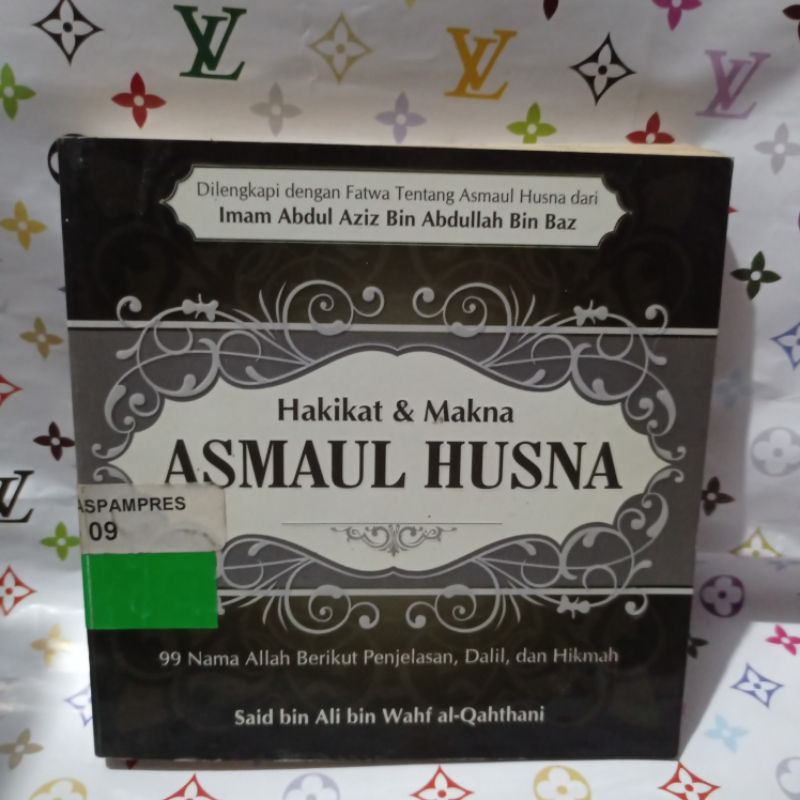 Dilengkapi dengan Fatwa Tentang Asmaul Husna dari
Imam Abdul Aziz Bin Abdullah Bin Baz
Hakikat & Makna
ASMAUL HUSNA
ASPAMPRES
09
99 Nama Allah Berikut Penjelasan, Dalil, dan Hikmah
Said bin Ali bin Wahf al-Qahthani